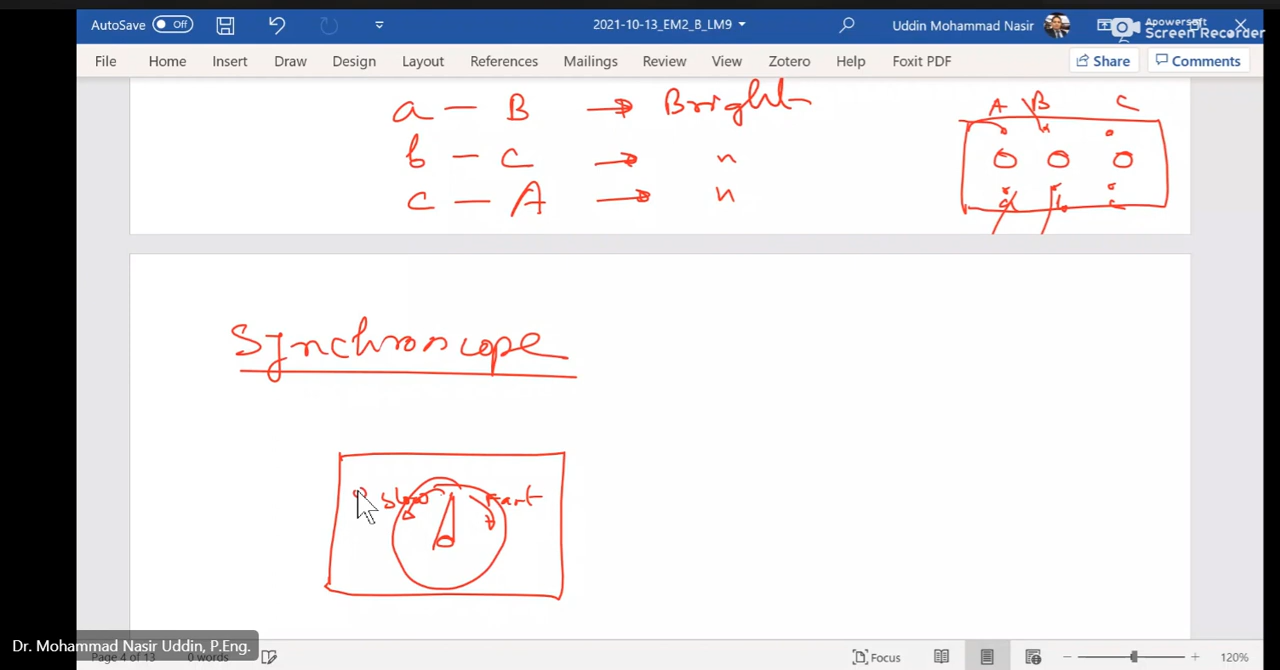 AutoSave Off 2021-10-13_EM2_B_LM9 Uddin Mohammad Nasir Apowersoft
Screen Recorder
File Home Insert Draw Design Layout References Mailings Review View Zotero Help Foxit PDF Share Comments
a — B → Bright A B C
b — C → "
c — A → " a b c
Synchroscope
Slow Fast
Dr. Mohammad Nasir Uddin, P.Eng.
Page 4 of 13 0 words Focus 120%